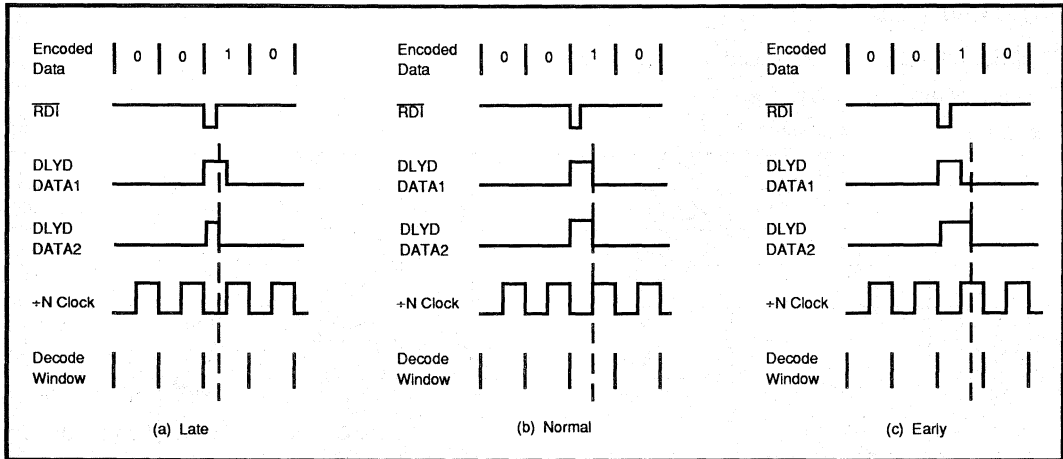 Encoded Data 0 0 1 0
RDI
DLYD DATA1
DLYD DATA2
÷N Clock
Decode Window
(a) Late
Encoded Data 0 0 1 0
RDI
DLYD DATA1
DLYD DATA2
÷N Clock
Decode Window
(b) Normal
Encoded Data 0 0 1 0
RDI
DLYD DATA1
DLYD DATA2
÷N Clock
Decode Window
(c) Early